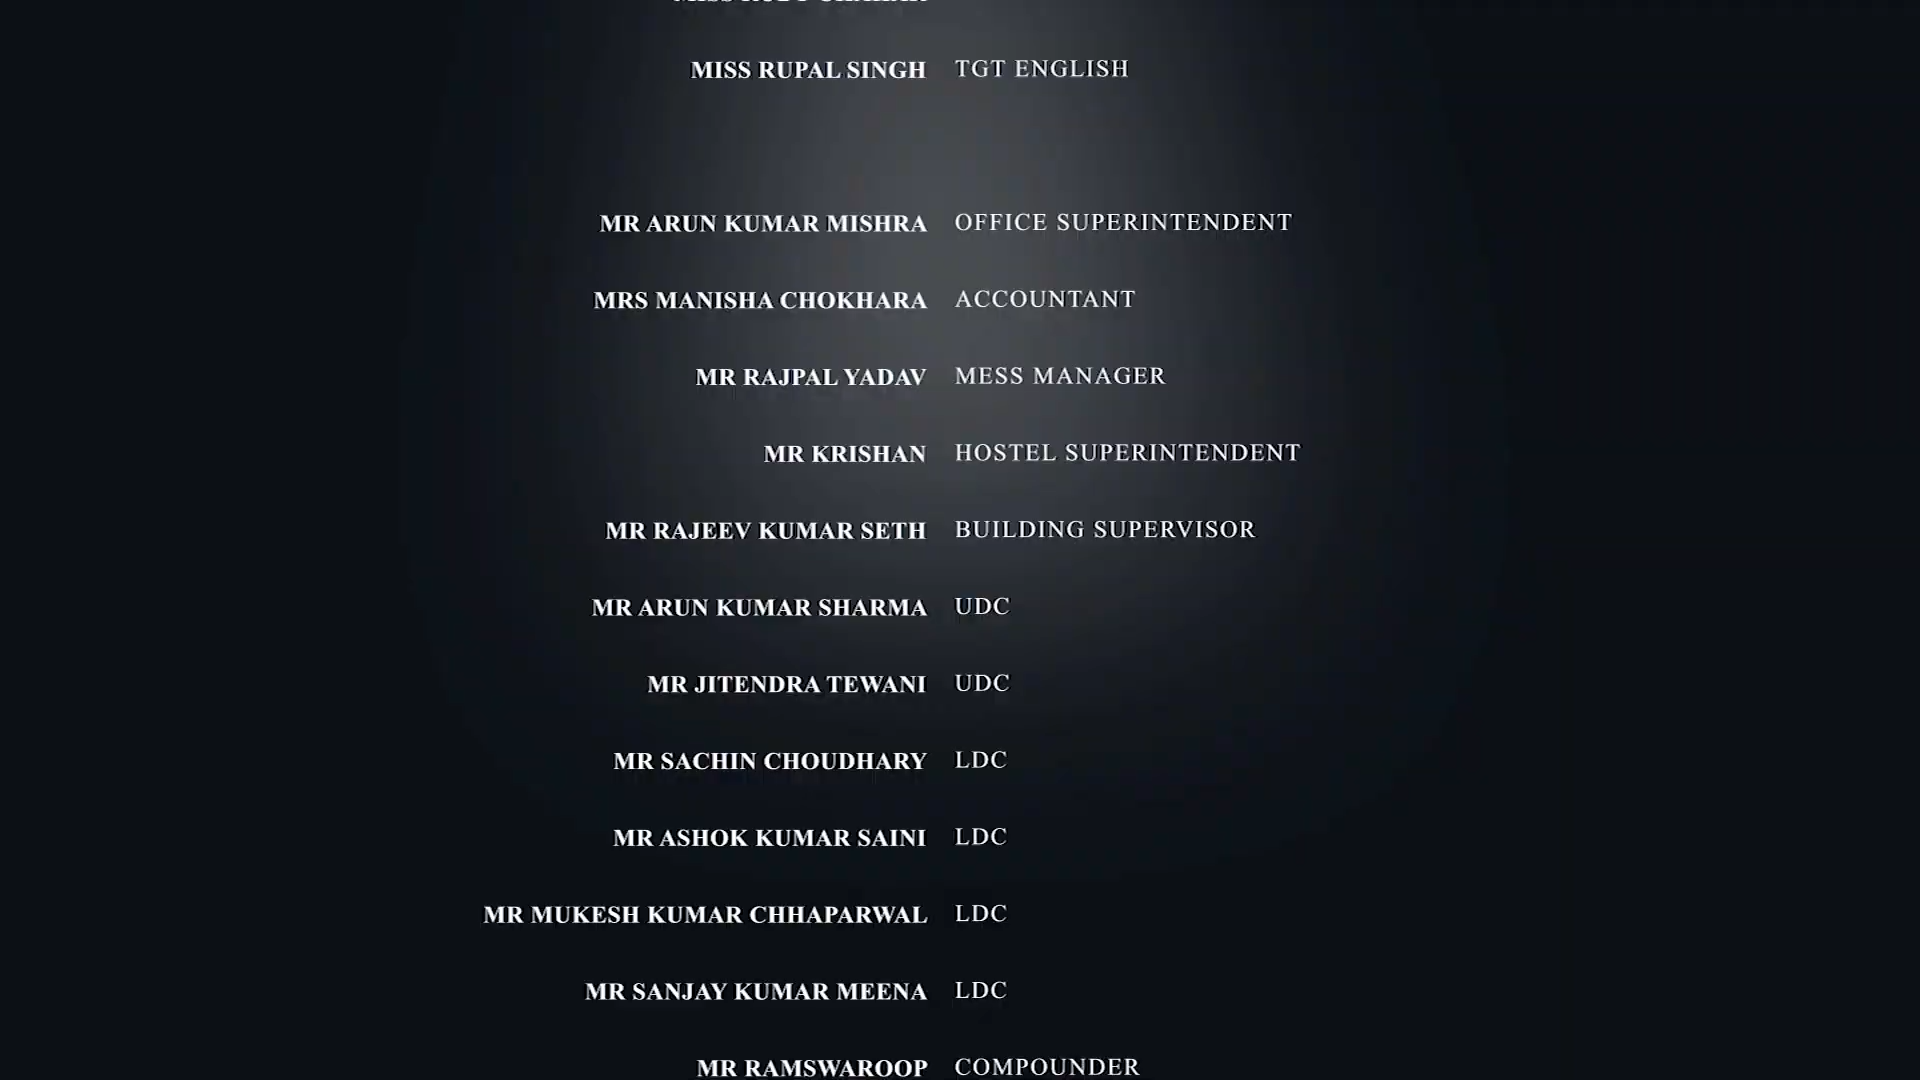 MISS RUPAL SINGH TGT ENGLISH
MR ARUN KUMAR MISHRA OFFICE SUPERINTENDENT
MRS MANISHA CHOKHARA ACCOUNTANT
MR RAJPAL YADAV MESS MANAGER
MR KRISHAN HOSTEL SUPERINTENDENT
MR RAJEEV KUMAR SETH BUILDING SUPERVISOR
MR ARUN KUMAR SHARMA UDC
MR JITENDRA TEWANI UDC
MR SACHIN CHOUDHARY LDC
MR ASHOK KUMAR SAINI LDC
MR MUKESH KUMAR CHHAPARWAL LDC
MR SANJAY KUMAR MEENA LDC
MR RAMSWAROOP COMPOUNDER